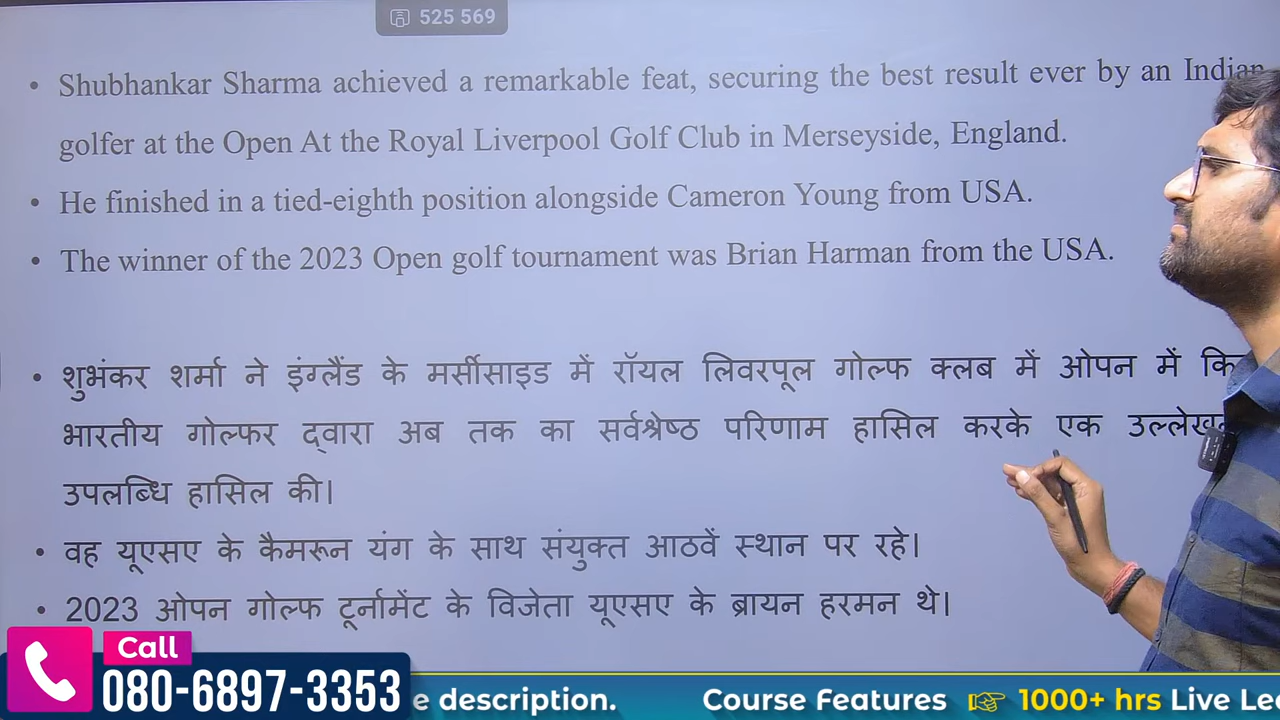 525 569
• Shubhankar Sharma achieved a remarkable feat, securing the best result ever by an Indian
golfer at the Open At the Royal Liverpool Golf Club in Merseyside, England.
• He finished in a tied-eighth position alongside Cameron Young from USA.
• The winner of the 2023 Open golf tournament was Brian Harman from the USA.
• शुभंकर शर्मा ने इंग्लैंड के मर्सीसाइड में रॉयल लिवरपूल गोल्फ क्लब में ओपन में
भारतीय गोल्फर द्वारा अब तक का सर्वश्रेष्ठ परिणाम हासिल करके एक
उपलब्धि हासिल की।
• वह यूएसए के कैमरून यंग के साथ संयुक्त आठवें स्थान पर रहे।
• 2023 ओपन गोल्फ टूर्नामेंट के विजेता यूएसए के ब्रायन हरमन थे।
Call
080-6897-3353
e description. Course Features 1000+ hrs Live Le